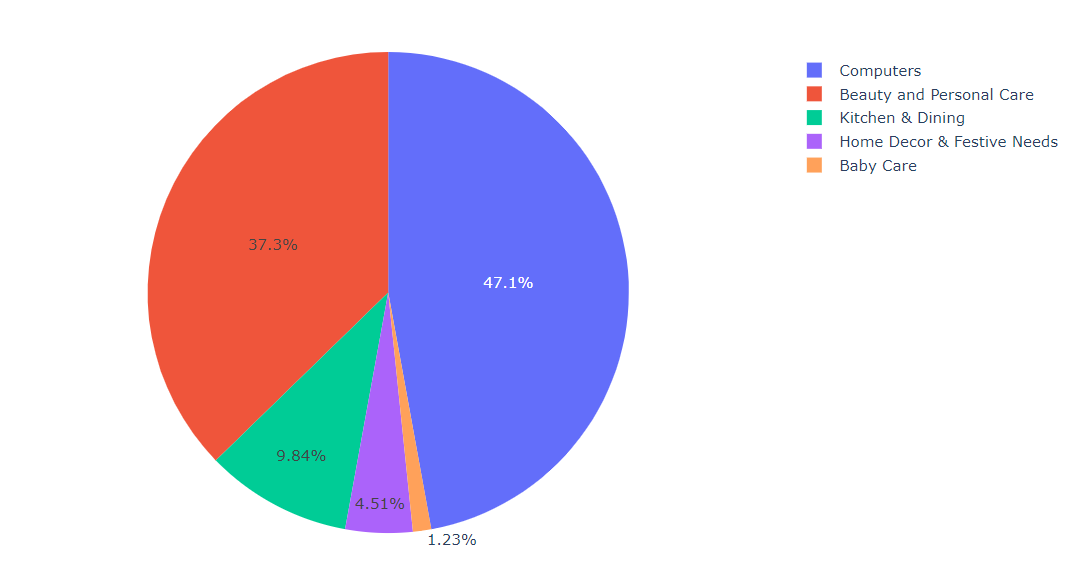 Computers
Beauty and Personal Care
Kitchen & Dining
Home Decor & Festive Needs
Baby Care
37.3%
47.1%
9.84%
4.51%
1.23%